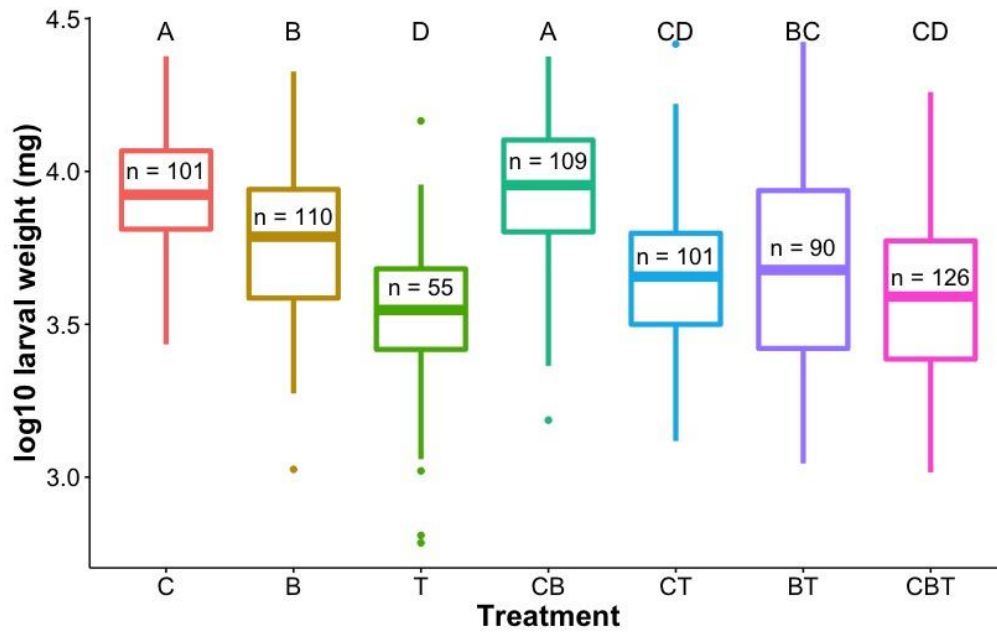 4.5
A B D A CD BC CD
4.0
n = 101
n = 110
n = 55
n = 109
n = 101
n = 90
n = 126
3.5
3.0
log10 larval weight (mg)
C B T CB CT BT CBT
Treatment